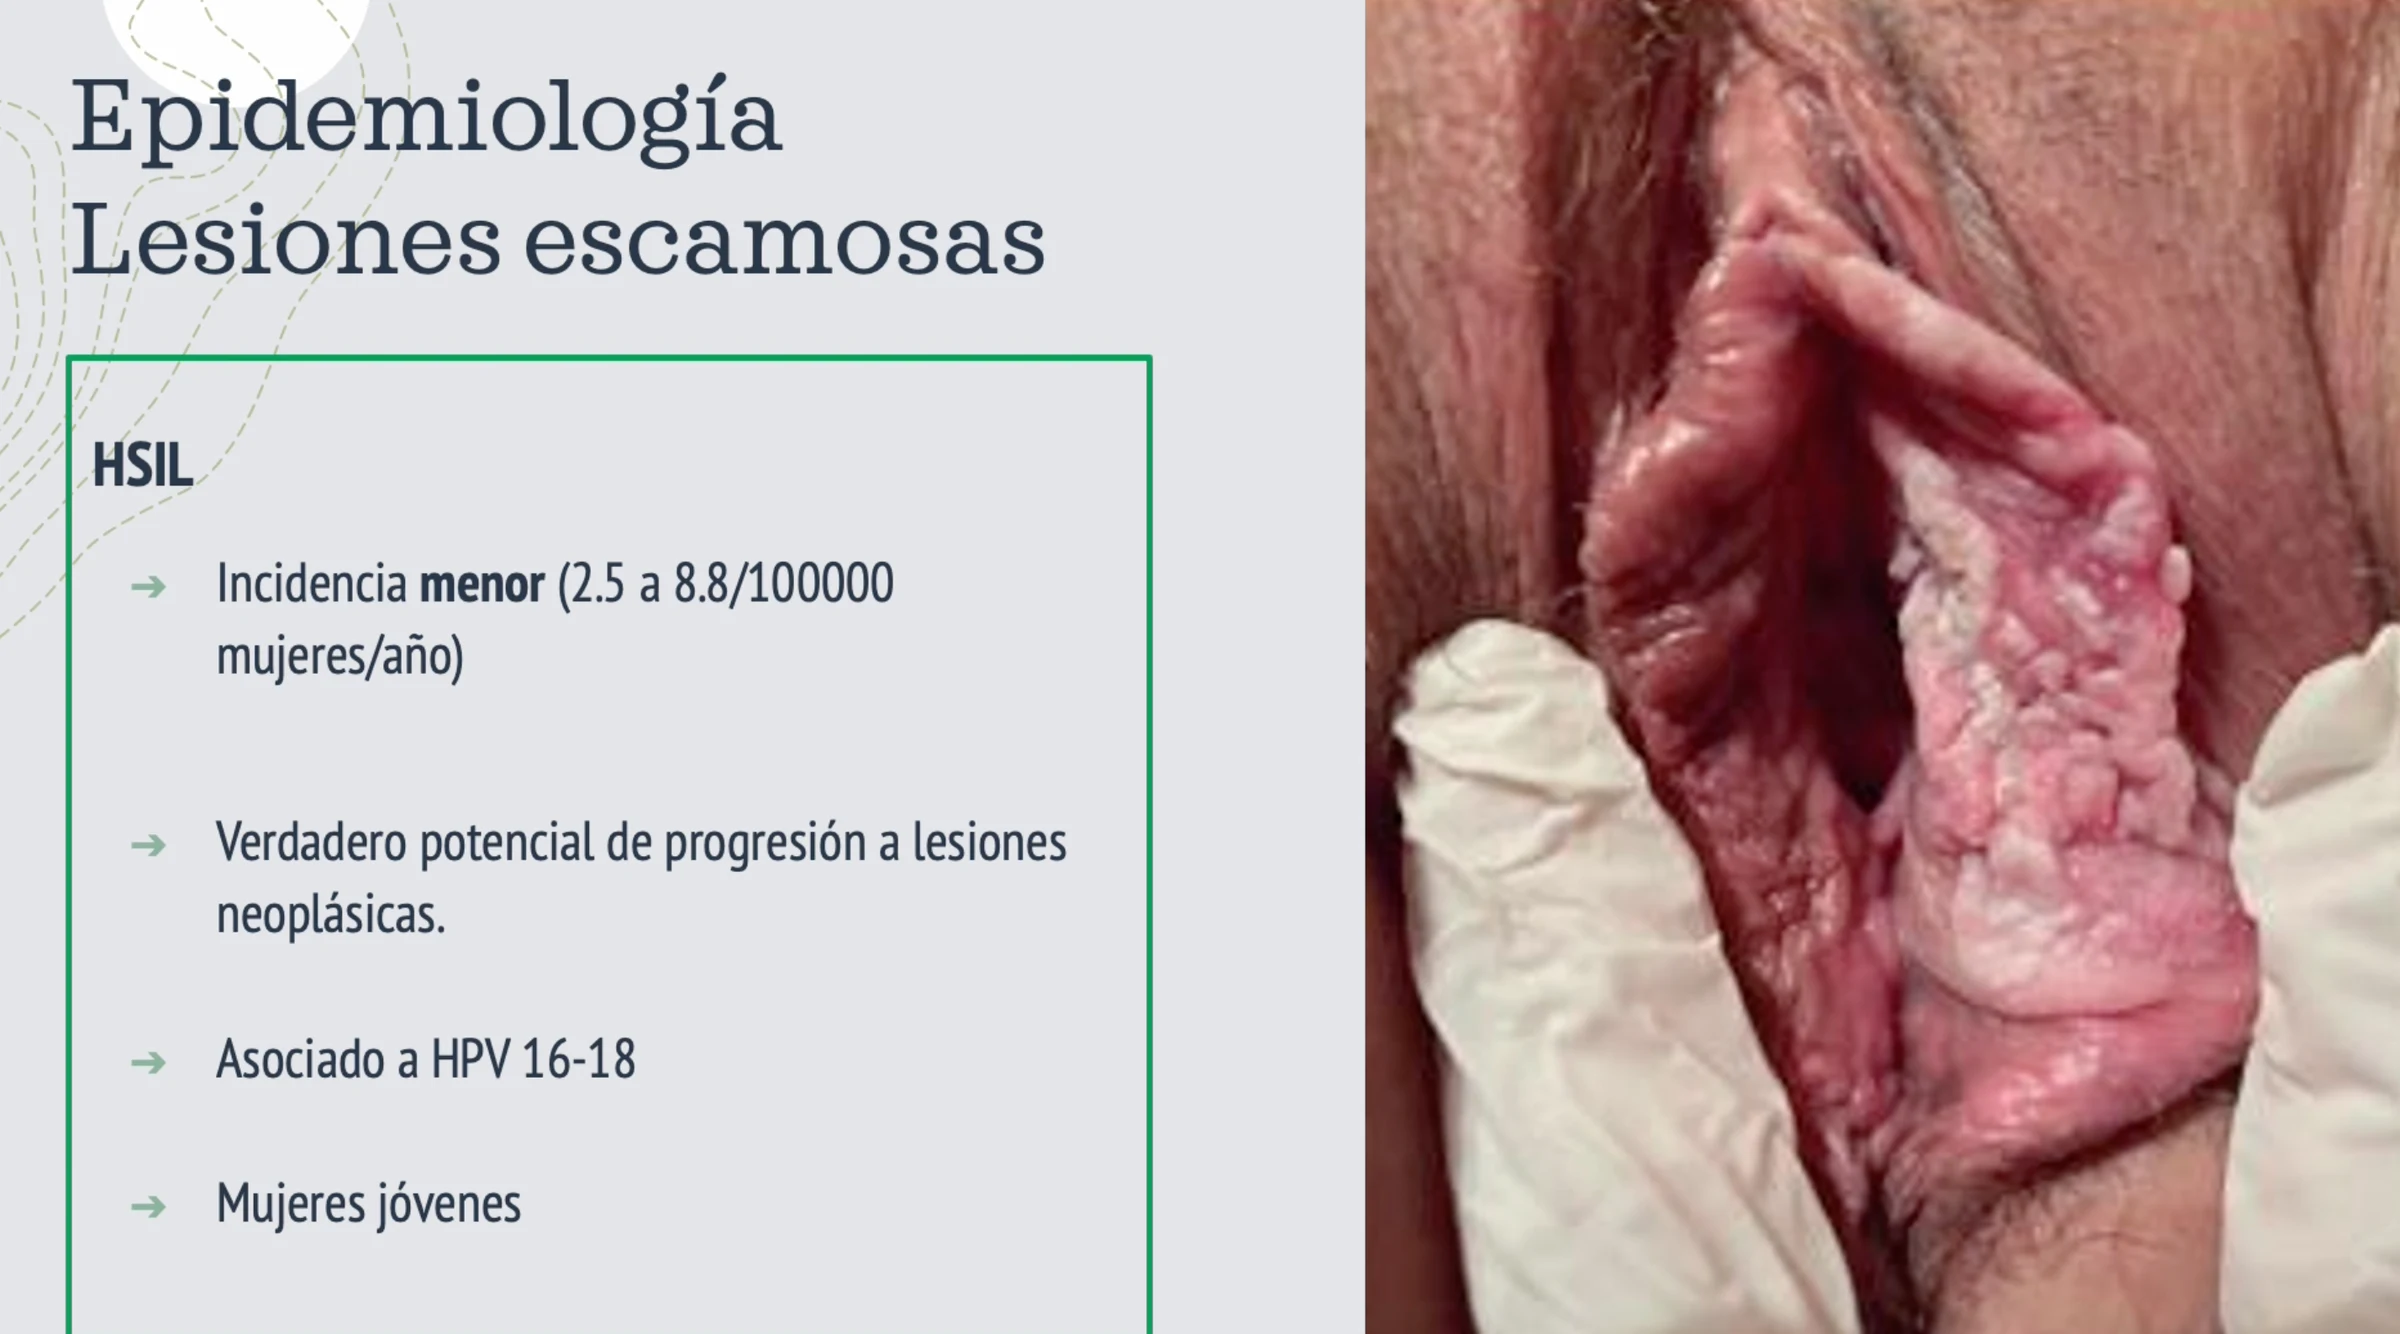 Epidemiología
Lesiones escamosas
HSIL
➔ Incidencia menor (2.5 a 8.8/100000
mujeres/año)
➔ Verdadero potencial de progresión a lesiones
neoplásicas.
➔ Asociado a HPV 16-18
➔ Mujeres jóvenes